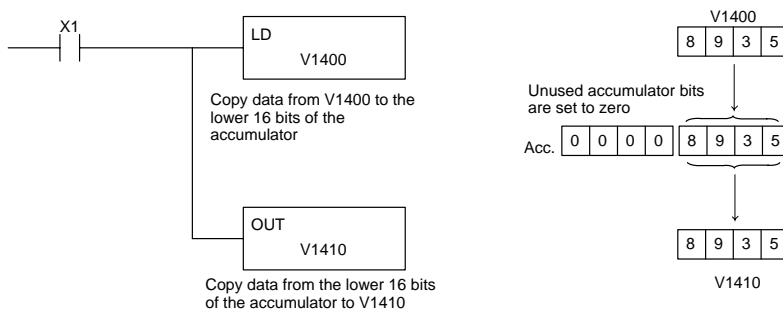 X1
LD
V1400
Copy data from V1400 to the
lower 16 bits of the
accumulator
OUT
V1410
Copy data from the lower 16 bits
of the accumulator to V1410
V1400
8 9 3 5
Unused accumulator bits
are set to zero
Acc. 0 0 0 0 8 9 3 5
8 9 3 5
V1410